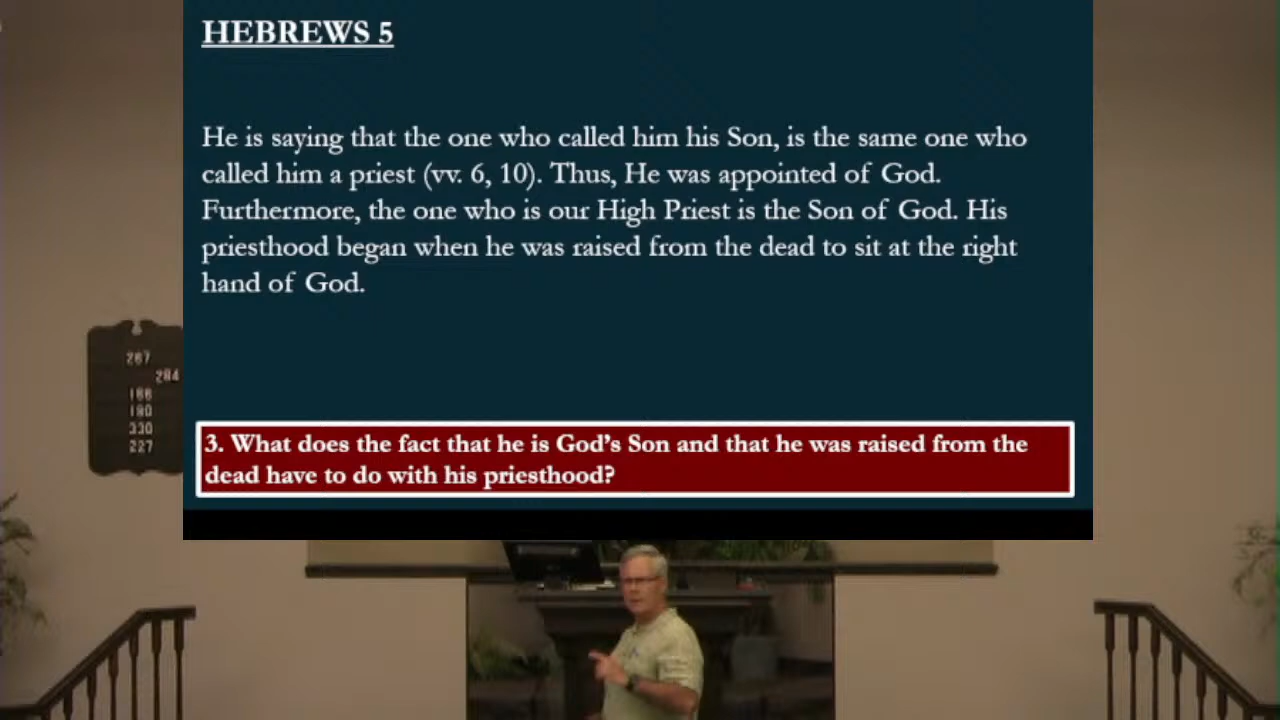 HEBREWS 5
He is saying that the one who called him his Son, is the same one who
called him a priest (vv. 6, 10). Thus, He was appointed of God.
Furthermore, the one who is our High Priest is the Son of God. His
priesthood began when he was raised from the dead to sit at the right
hand of God.
3. What does the fact that he is God's Son and that he was raised from the
dead have to do with his priesthood?
267
284
186
190
330
227